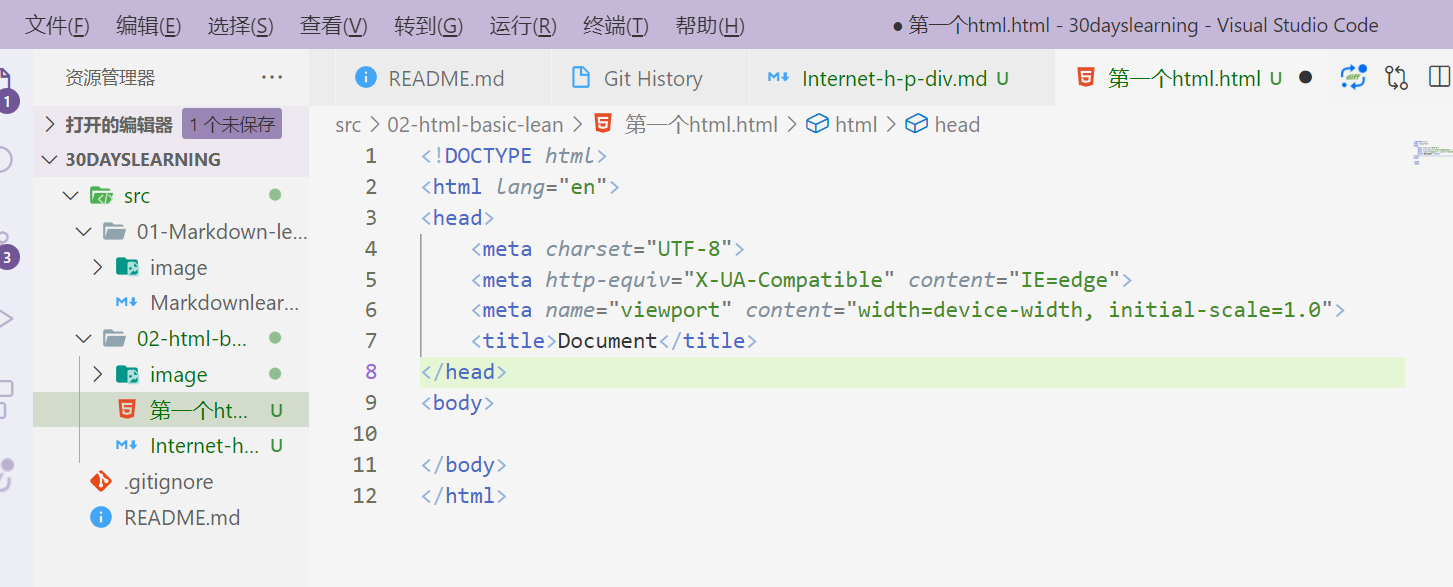 文件(F) 编辑(E) 选择(S) 查看(V) 转到(G) 运行(R) 终端(T) 帮助(H) ● 第一个html.html - 30dayslearning - Visual Studio Code
资源管理器 ···
README.md Git History Internet-h-p-div.md U 第一个html.html U
1
打开的编辑器 1 个未保存
src > 02-html-basic-lean > 第一个html.html > html > head
30DAYSLEARNING
src
01-Markdown-le...
3
image
Markdownlear...
02-html-b...
image
第一个ht... U
Internet-h... U
.gitignore
README.md
1 <!DOCTYPE html>
2 <html lang="en">
3 <head>
4 <meta charset="UTF-8">
5 <meta http-equiv="X-UA-Compatible" content="IE=edge">
6 <meta name="viewport" content="width=device-width, initial-scale=1.0">
7 <title>Document</title>
8 </head>
9 <body>
10
11 </body>
12 </html>